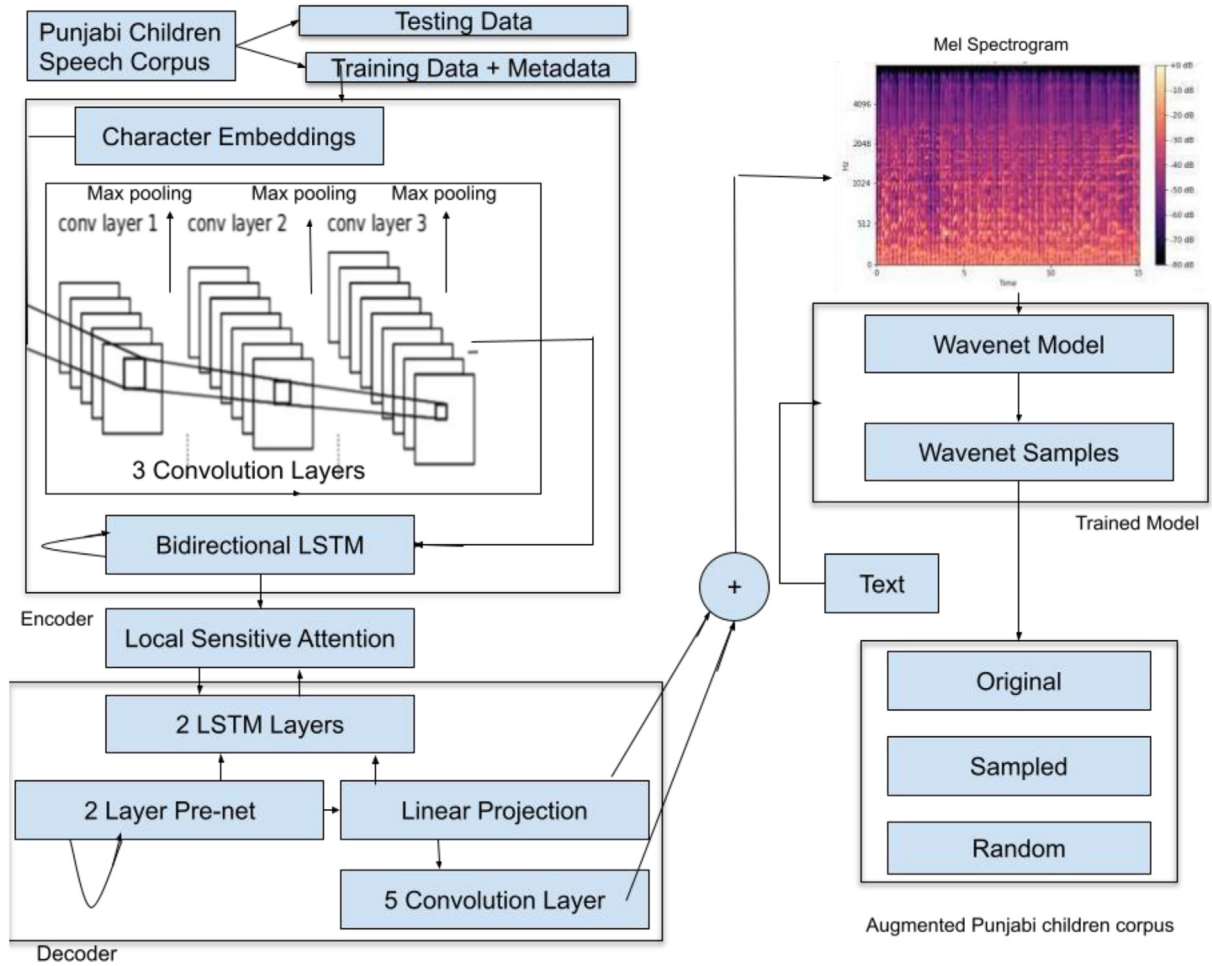 Punjabi Children
Speech Corpus
Testing Data
Training Data + Metadata
Character Embeddings
Max pooling
Max pooling
Max pooling
conv layer 1
conv layer 2
conv layer 3
3 Convolution Layers
Bidirectional LSTM
Encoder
Local Sensitive Attention
2 LSTM Layers
2 Layer Pre-net
Linear Projection
5 Convolution Layer
Decoder
+
Mel Spectrogram
4096
2048
1024
512
0
Hz
0
5
10
15
Time
+0 dB
-10 dB
-20 dB
-30 dB
-40 dB
-50 dB
-60 dB
-70 dB
-80 dB
Wavenet Model
Wavenet Samples
Trained Model
Text
Original
Sampled
Random
Augmented Punjabi children corpus